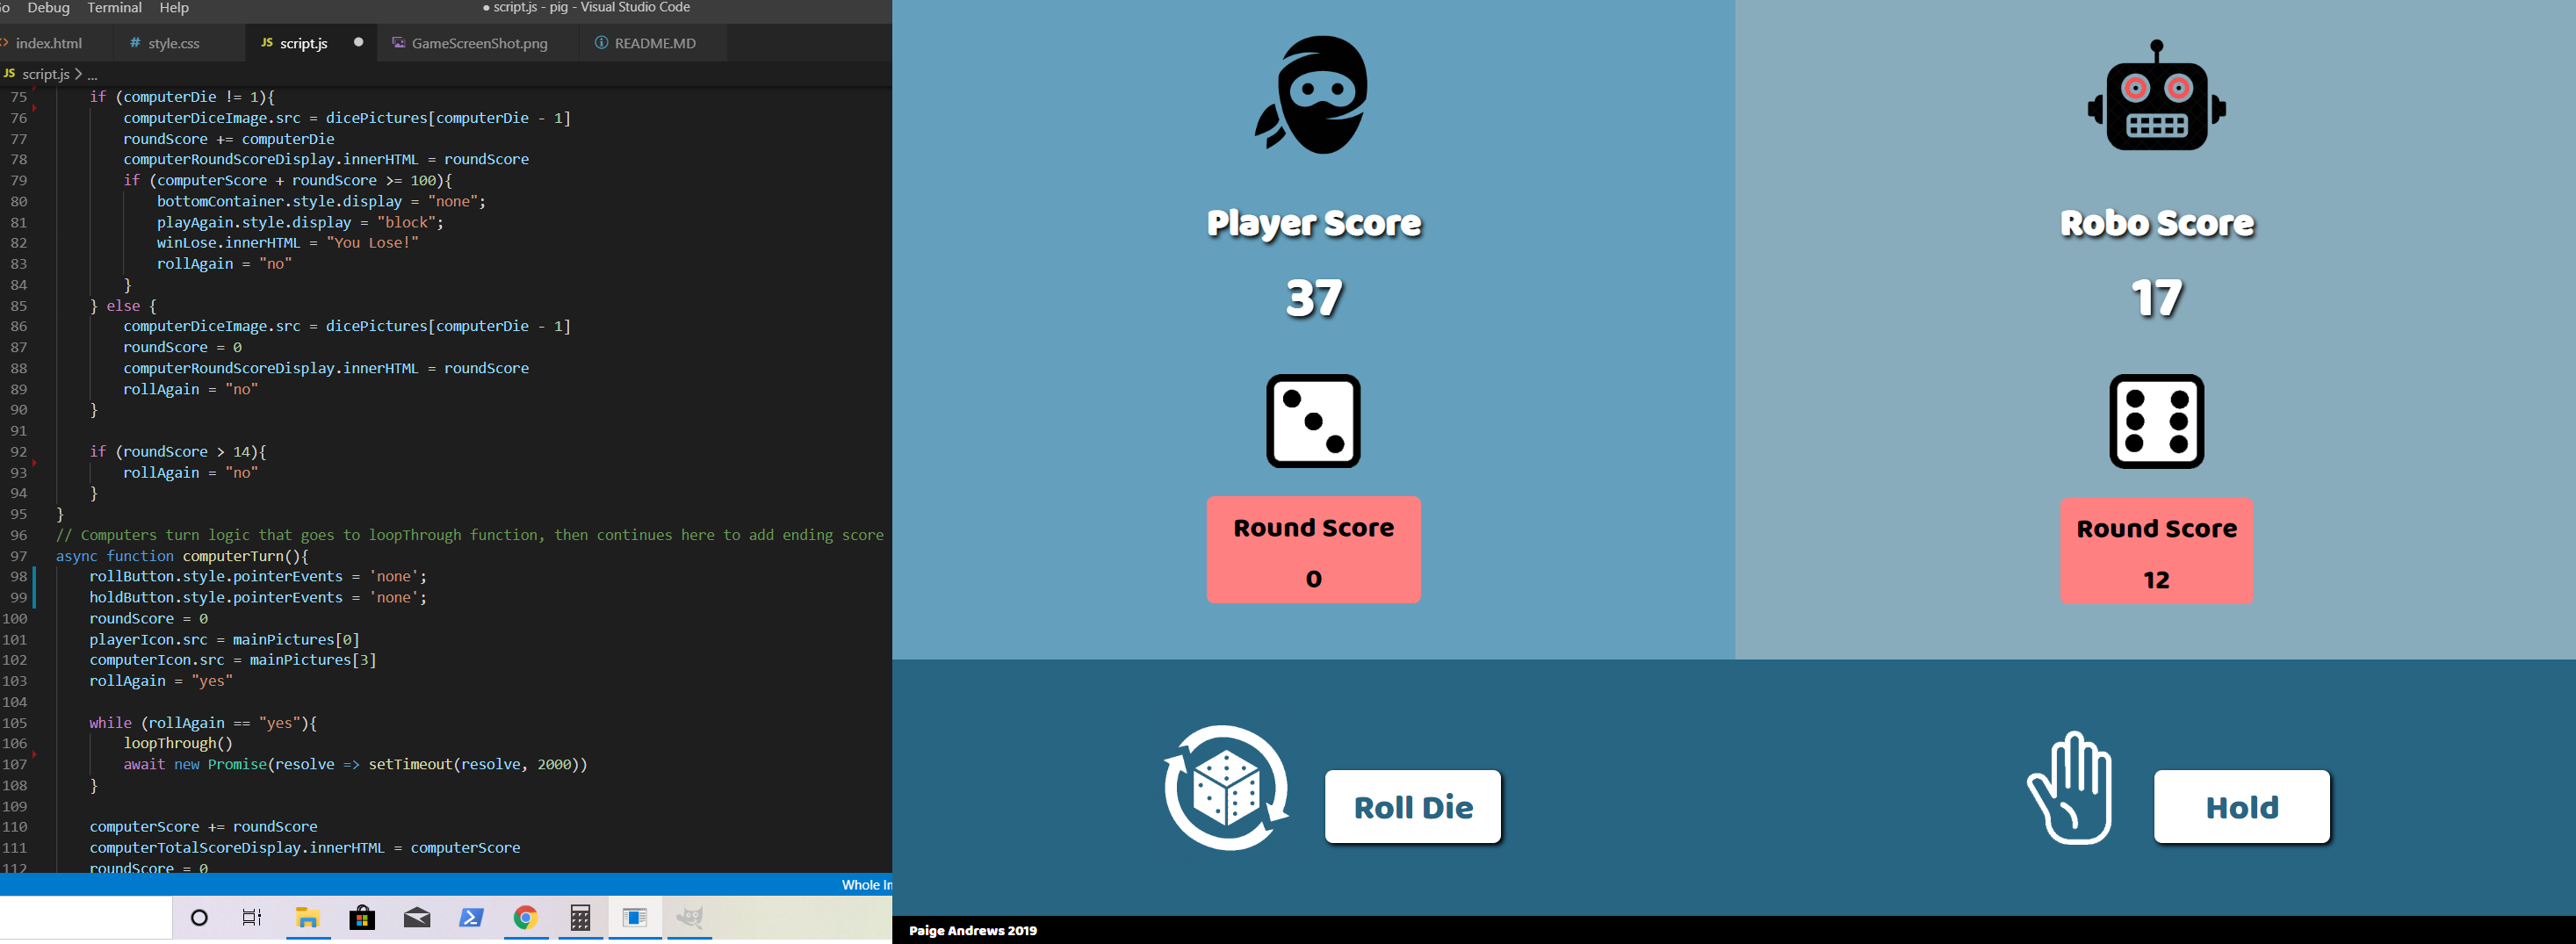 Go Debug Terminal Help
● script.js - pig - Visual Studio Code
index.html # style.css JS script.js ● GameScreenShot.png README.MD
JS script.js > ...
75 if (computerDie != 1){
76 computerDiceImage.src = dicePictures[computerDie - 1]
77 roundScore += computerDie
78 computerRoundScoreDisplay.innerHTML = roundScore
79 if (computerScore + roundScore >= 100){
80 bottomContainer.style.display = "none";
81 playAgain.style.display = "block";
82 winLose.innerHTML = "You Lose!"
83 rollAgain = "no"
84 }
85 } else {
86 computerDiceImage.src = dicePictures[computerDie - 1]
87 roundScore = 0
88 computerRoundScoreDisplay.innerHTML = roundScore
89 rollAgain = "no"
90 }
91
92 if (roundScore > 14){
93 rollAgain = "no"
94 }
95 }
96 // Computers turn logic that goes to loopThrough function, then continues here to add ending score
97 async function computerTurn(){
98 rollButton.style.pointerEvents = 'none';
99 holdButton.style.pointerEvents = 'none';
100 roundScore = 0
101 playerIcon.src = mainPictures[0]
102 computerIcon.src = mainPictures[3]
103 rollAgain = "yes"
104
105 while (rollAgain == "yes"){
106 loopThrough()
107 await new Promise(resolve => setTimeout(resolve, 2000))
108 }
109
110 computerScore += roundScore
111 computerTotalScoreDisplay.innerHTML = computerScore
112 roundScore = 0
Whole
Player Score
37
Round Score
0
Robo Score
17
Round Score
12
Roll Die
Hold
Paige Andrews 2019